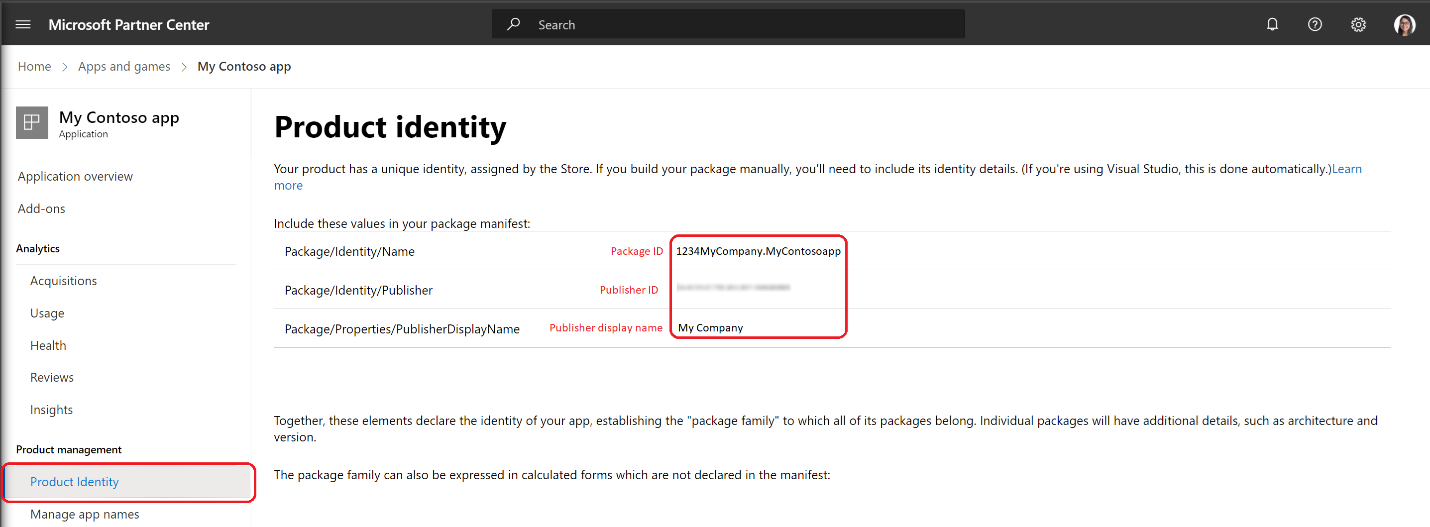 Microsoft Partner Center
Search
Home > Apps and games > My Contoso app
My Contoso app
Application
Application overview
Add-ons
Analytics
Acquisitions
Usage
Health
Reviews
Insights
Product management
Product Identity
Manage app names
Product identity
Your product has a unique identity, assigned by the Store. If you build your package manually, you'll need to include its identity details. (If you're using Visual Studio, this is done automatically.)Learn
more
Include these values in your package manifest:
Package/Identity/Name Package ID 1234MyCompany.MyContosoapp
Package/Identity/Publisher Publisher ID
Package/Properties/PublisherDisplayName Publisher display name My Company
Together, these elements declare the identity of your app, establishing the "package family" to which all of its packages belong. Individual packages will have additional details, such as architecture and
version.
The package family can also be expressed in calculated forms which are not declared in the manifest: